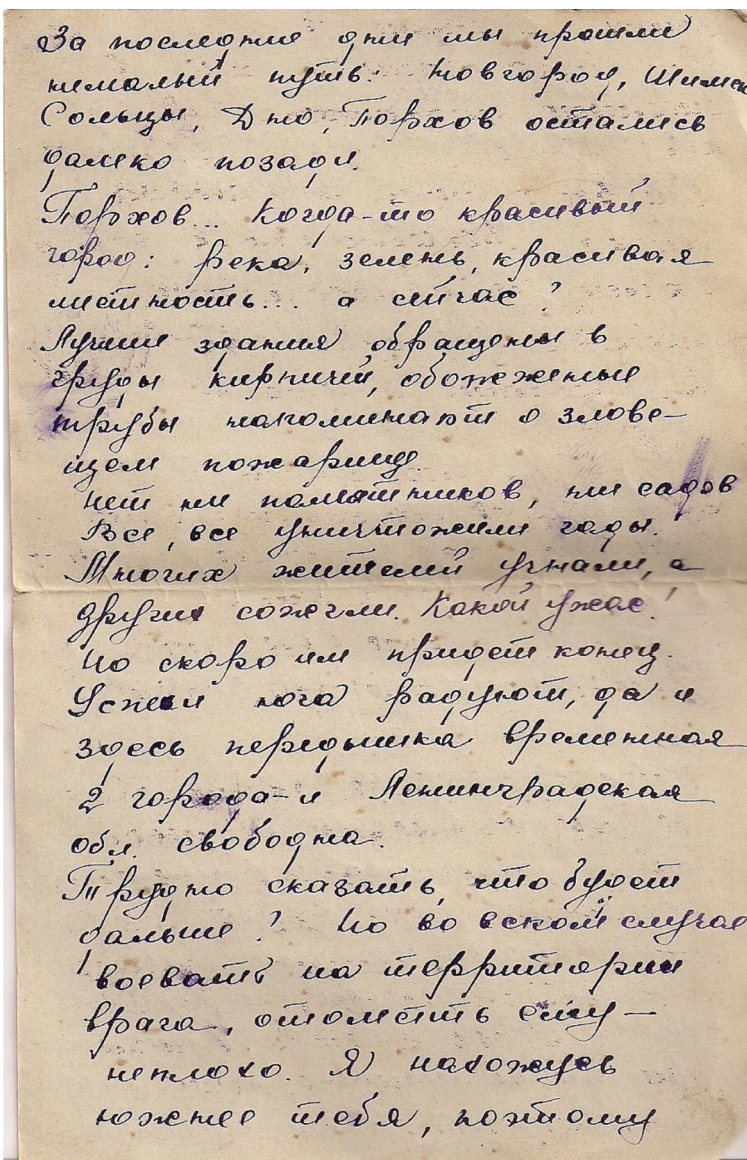 За последние дни мы прошли
немалый путь. Новгород, Шимск
Сольцы, Дно, Порхов остались
далеко позади.
Порхов... Когда-то красивый
город: река, зелень, красивая
местность... а сейчас?
Лучшие здания обращены в
груды кирпичей, обожженные
трубы напоминают о злове-
щем пожарище.
Нет ни памятников, ни садов
Все, все уничтожили гады.
Многих жителей угнали, а
других сожгли. Какой ужас!
Но скоро им придет конец.
Успехи юга радуют, да и
здесь передышка временная
2 города-и Ленинградская
обл. свободна.
Трудно сказать, что будет
дальше? Но во вском случае
воевать на территории
врага, отомстить ему —
неплохо. Я нахожусь
южнее тебя, поэтому